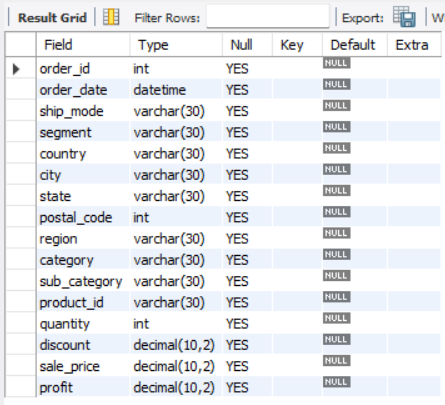 Result Grid Filter Rows: Export: W
Field Type Null Key Default Extra
order_id int YES NULL
order_date datetime YES NULL
ship_mode varchar(30) YES NULL
segment varchar(30) YES NULL
country varchar(30) YES NULL
city varchar(30) YES NULL
state varchar(30) YES NULL
postal_code int YES NULL
region varchar(30) YES NULL
category varchar(30) YES NULL
sub_category varchar(30) YES NULL
product_id varchar(30) YES NULL
quantity int YES NULL
discount decimal(10,2) YES NULL
sale_price decimal(10,2) YES NULL
profit decimal(10,2) YES NULL